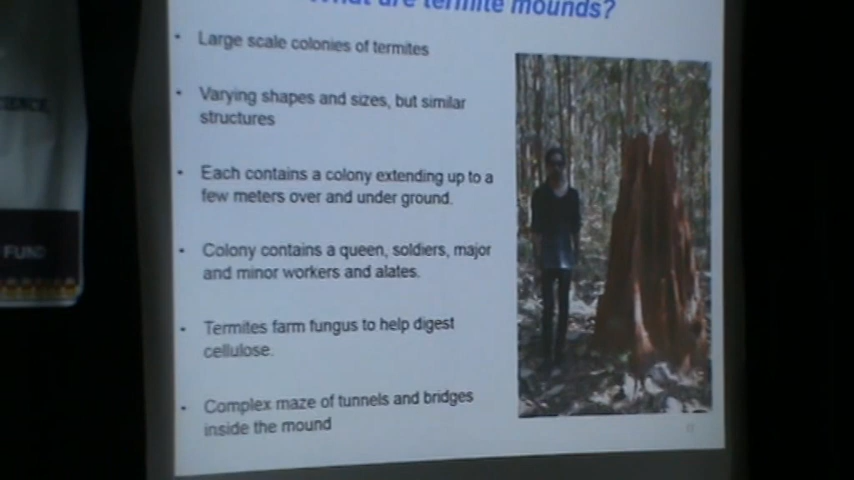 What are termite mounds?
• Large scale colonies of termites
• Varying shapes and sizes, but similar
structures
• Each contains a colony extending up to a
few meters over and under ground.
• Colony contains a queen, soldiers, major
and minor workers and alates.
• Termites farm fungus to help digest
cellulose.
• Complex maze of tunnels and bridges
inside the mound
FUND